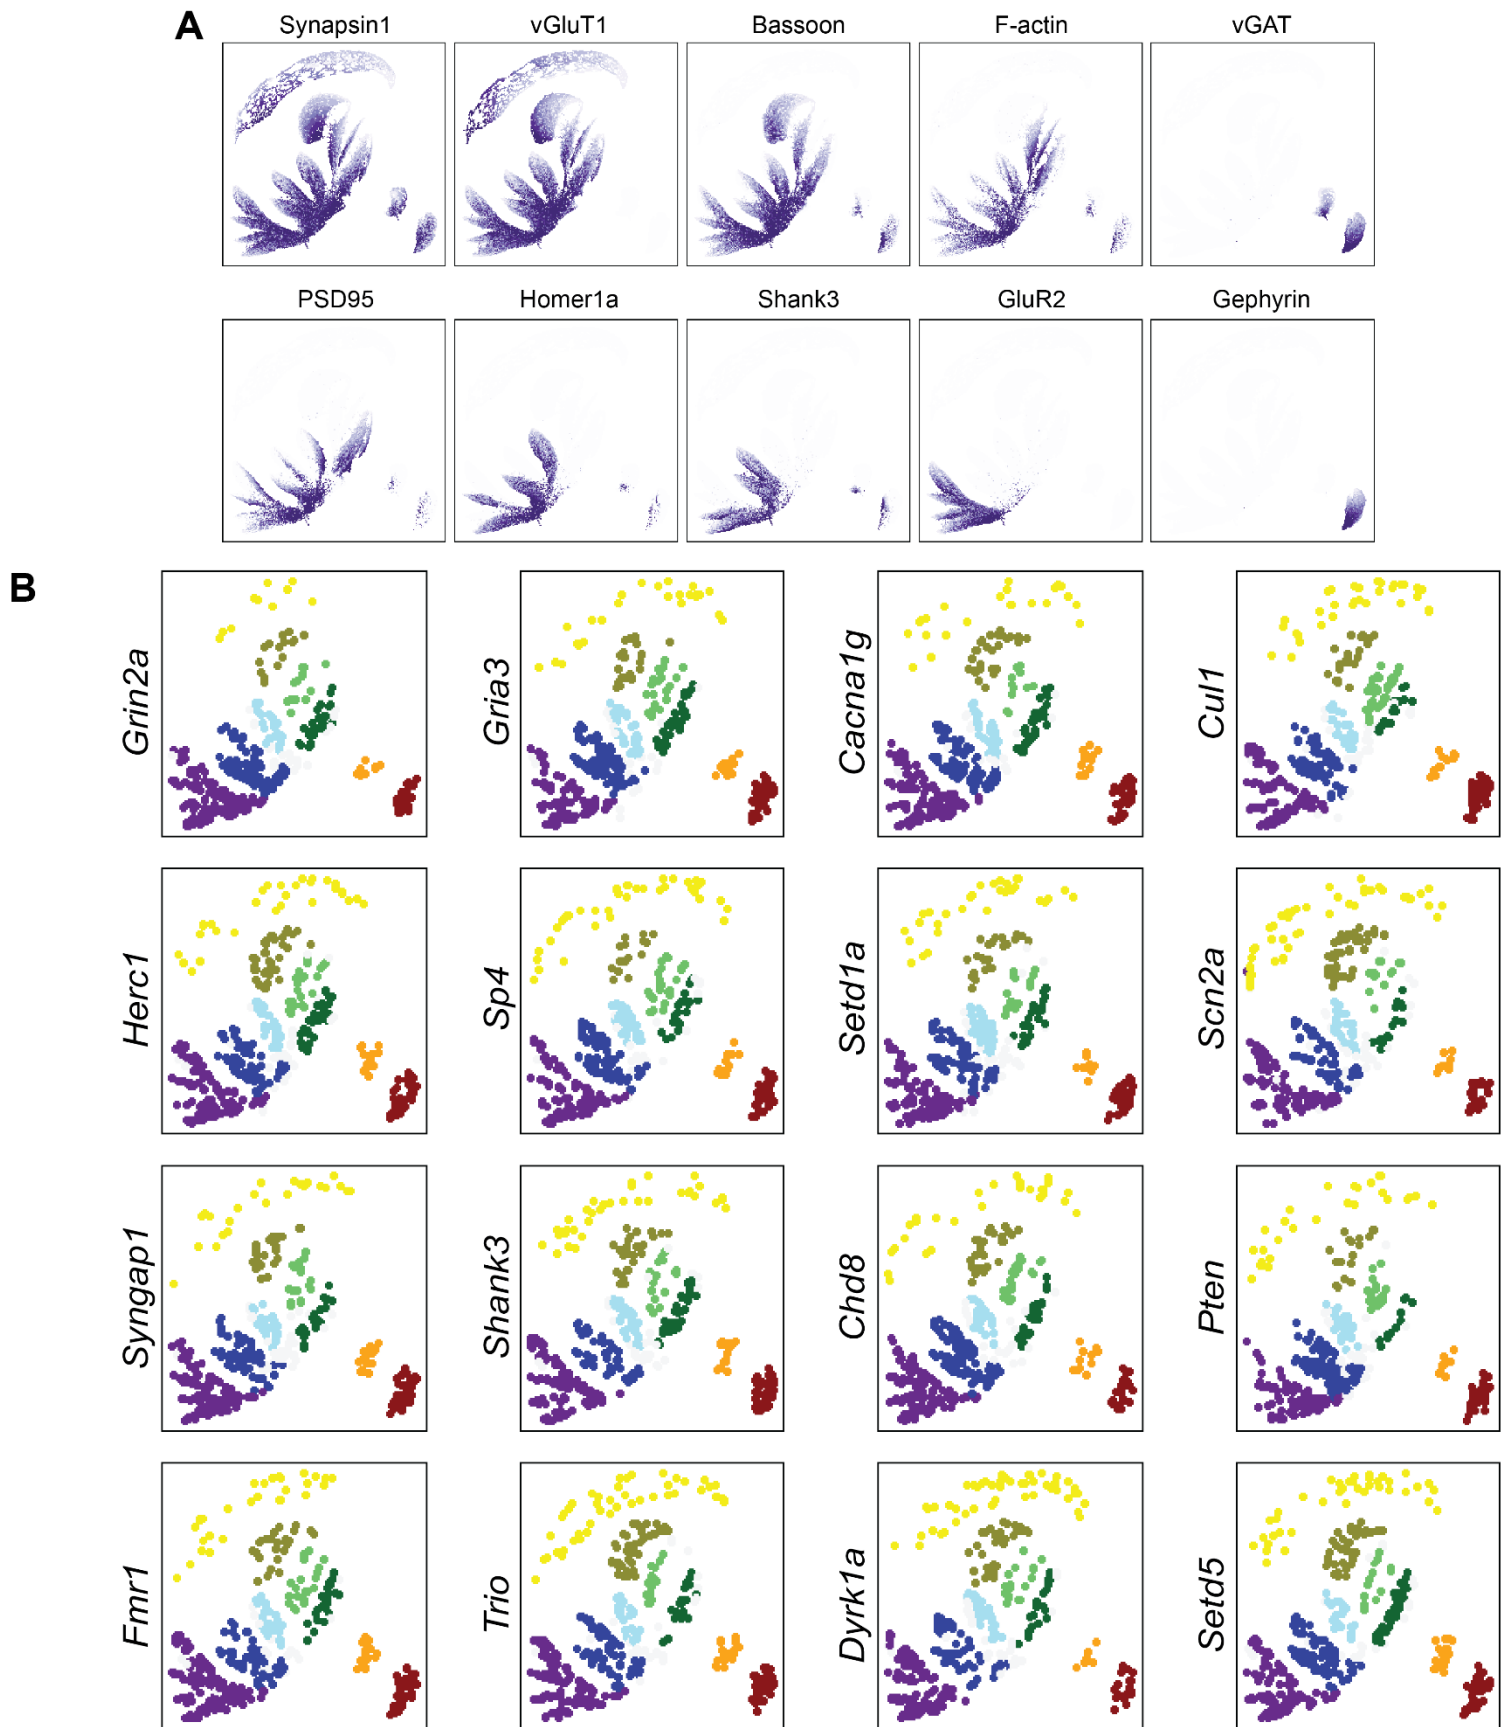 A
Synapsin1 vGluT1 Bassoon F-actin vGAT
PSD95 Homer1a Shank3 GluR2 Gephyrin
B
Grin2a Gria3 Cacna1g Cul1
Herc1 Sp4 Setd1a Scn2a
Syngap1 Shank3 Chd8 Pten
Fmr1 Trio Dyrk1a Setd5